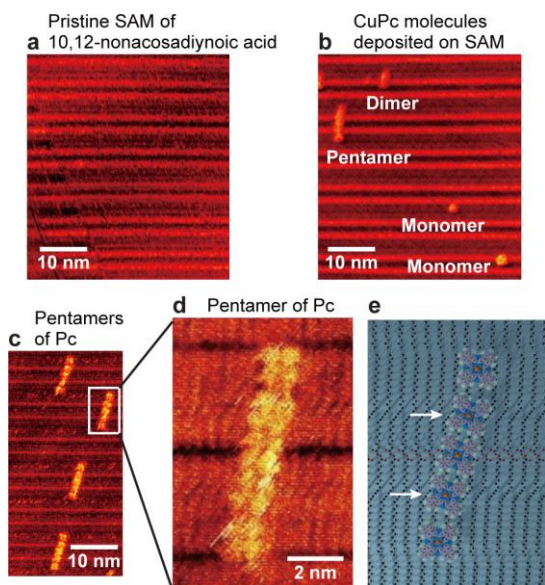 a
Pristine SAM of
10,12-nonacosadiynoic acid
10 nm
b
CuPc molecules
deposited on SAM
Dimer
Pentamer
Monomer
Monomer
10 nm
c
Pentamers
of Pc
10 nm
d
Pentamer of Pc
2 nm
e